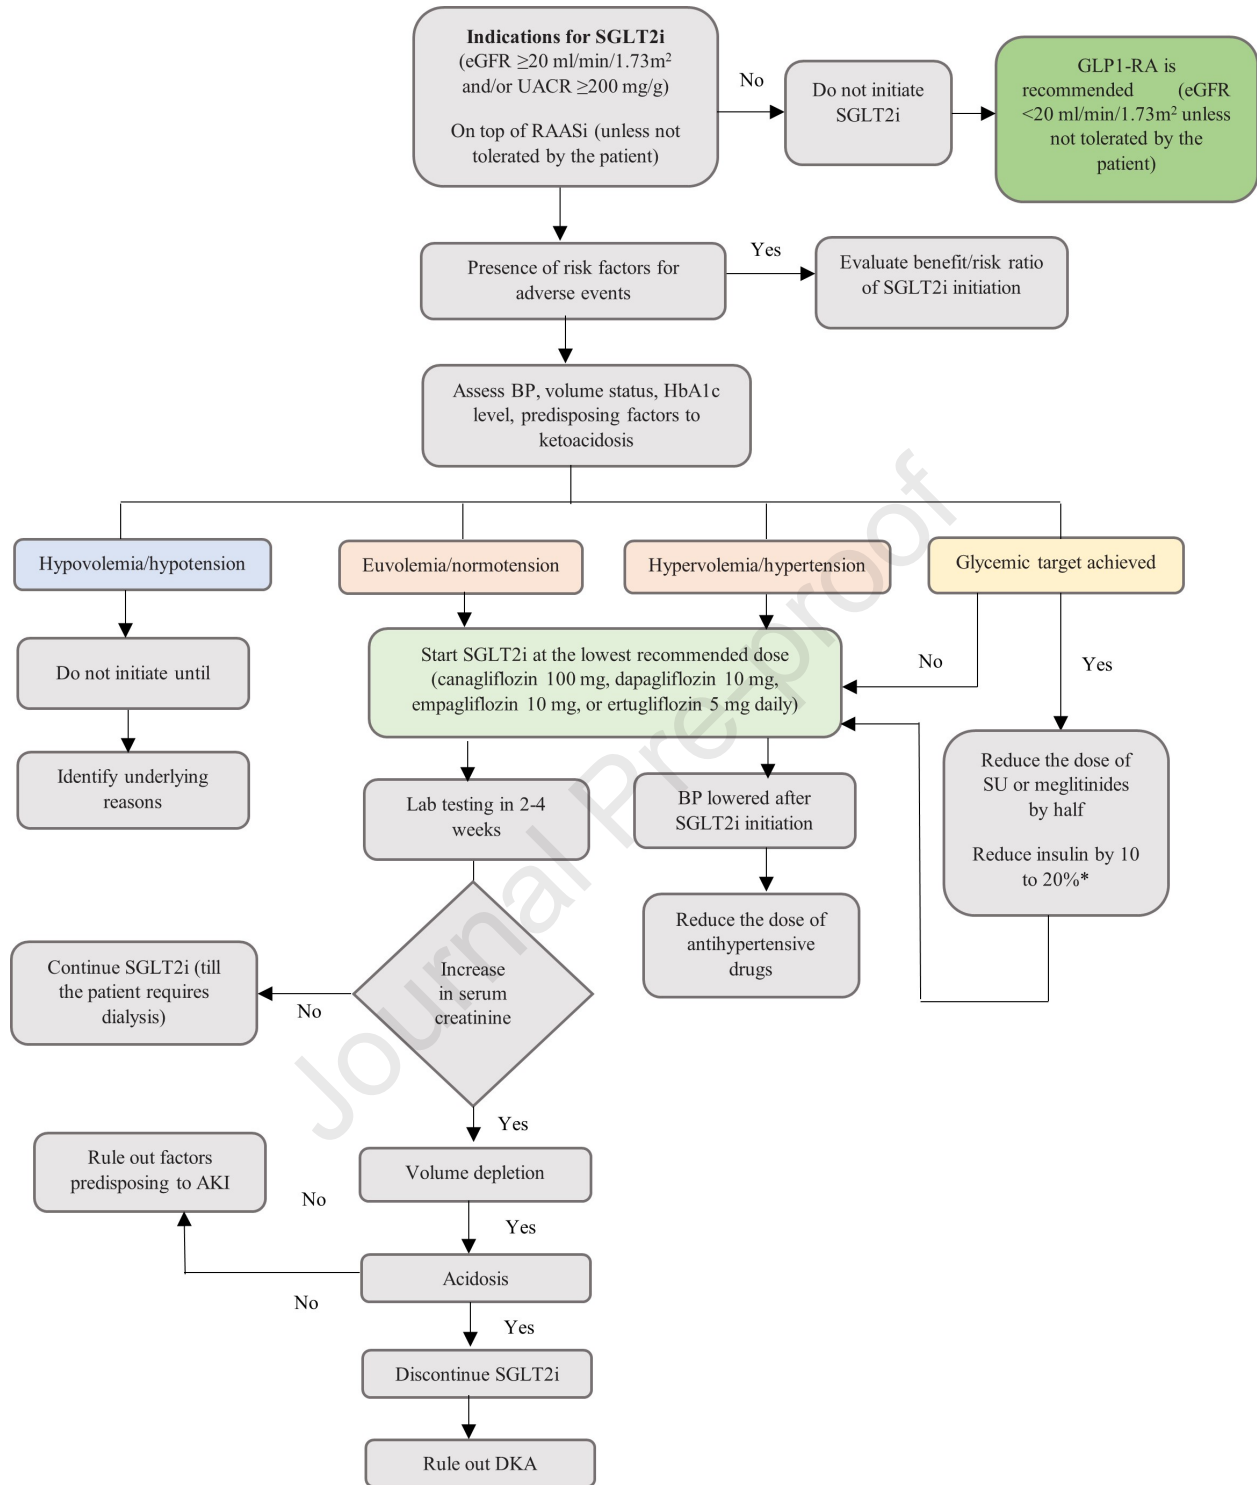 Indications for SGLT2i
(eGFR ≥20 ml/min/1.73m²
and/or UACR ≥200 mg/g)
On top of RAASi (unless not
tolerated by the patient)
No
Do not initiate
SGLT2i
GLP1-RA is
recommended (eGFR
<20 ml/min/1.73m² unless
not tolerated by the
patient)
Presence of risk factors for
adverse events
Yes
Evaluate benefit/risk ratio
of SGLT2i initiation
Assess BP, volume status, HbA1c
level, predisposing factors to
ketoacidosis
Hypovolemia/hypotension
Euvolemia/normotension
Hypervolemia/hypertension
Glycemic target achieved
Do not initiate until
Identify underlying
reasons
Start SGLT2i at the lowest recommended dose
(canagliflozin 100 mg, dapagliflozin 10 mg,
empagliflozin 10 mg, or ertugliflozin 5 mg daily)
No
Yes
Reduce the dose of
SU or meglitinides
by half
Reduce insulin by 10
to 20%*
Lab testing in 2-4
weeks
BP lowered after
SGLT2i initiation
Reduce the dose of
antihypertensive
drugs
Increase
in serum
creatinine
No
Continue SGLT2i (till
the patient requires
dialysis)
Yes
Volume depletion
No
Rule out factors
predisposing to AKI
Yes
Acidosis
No
Yes
Discontinue SGLT2i
Rule out DKA
Journal Pre-proof